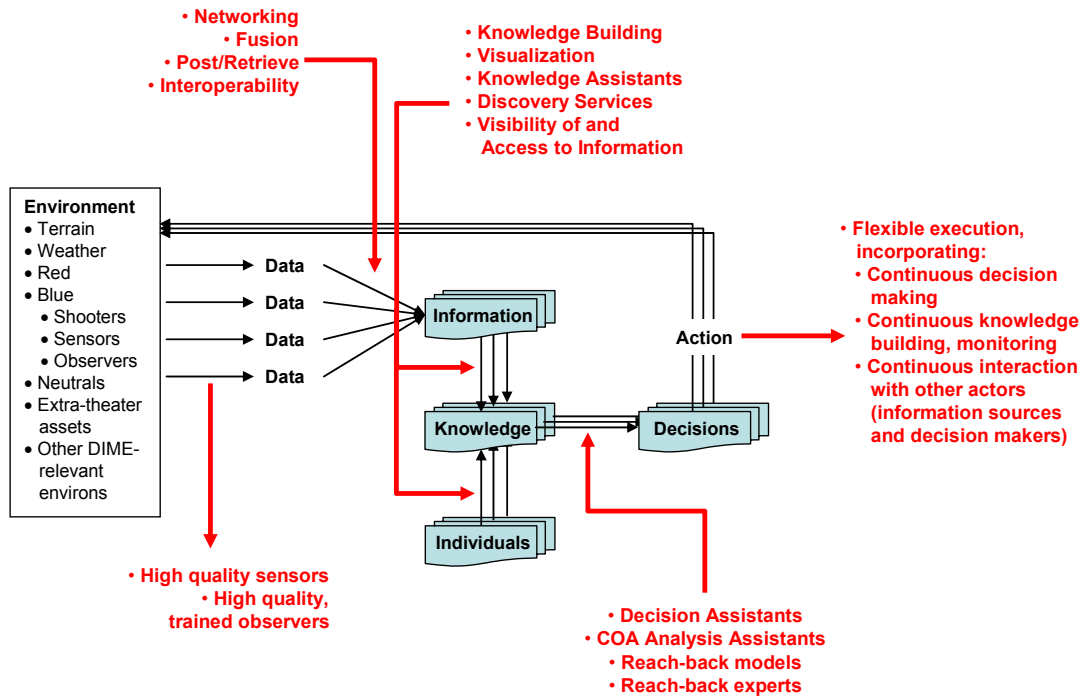 • Networking
• Fusion
• Post/Retrieve
• Interoperability
• Knowledge Building
• Visualization
• Knowledge Assistants
• Discovery Services
• Visibility of and
Access to Information
Environment
• Terrain
• Weather
• Red
• Blue
• Shooters
• Sensors
• Observers
• Neutrals
• Extra-theater
assets
• Other DIME-
relevant
environs
Data
Data
Data
Data
Information
Knowledge
Individuals
Decisions
Action
• Flexible execution,
incorporating:
• Continuous decision
making
• Continuous knowledge
building, monitoring
• Continuous interaction
with other actors
(information sources
and decision makers)
• High quality sensors
• High quality,
trained observers
• Decision Assistants
• COA Analysis Assistants
• Reach-back models
• Reach-back experts